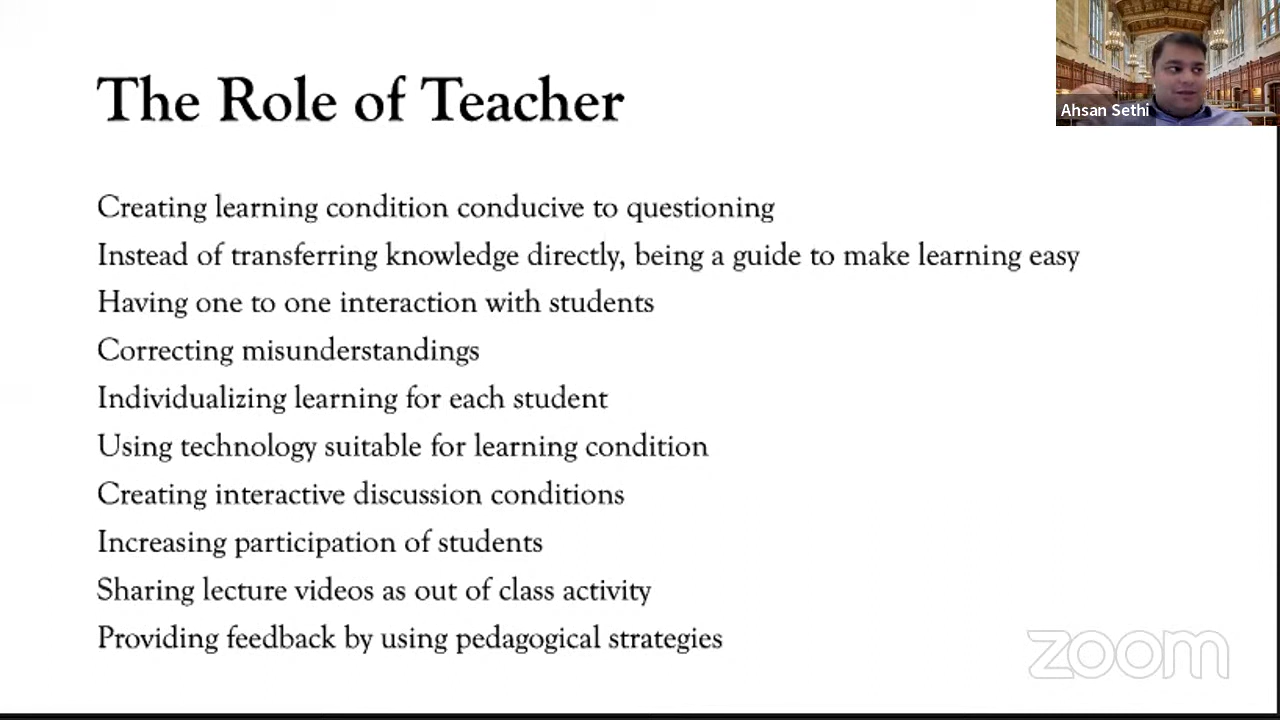 The Role of Teacher
Ahsan Sethi
Creating learning condition conducive to questioning
Instead of transferring knowledge directly, being a guide to make learning easy
Having one to one interaction with students
Correcting misunderstandings
Individualizing learning for each student
Using technology suitable for learning condition
Creating interactive discussion conditions
Increasing participation of students
Sharing lecture videos as out of class activity
Providing feedback by using pedagogical strategies
zoom